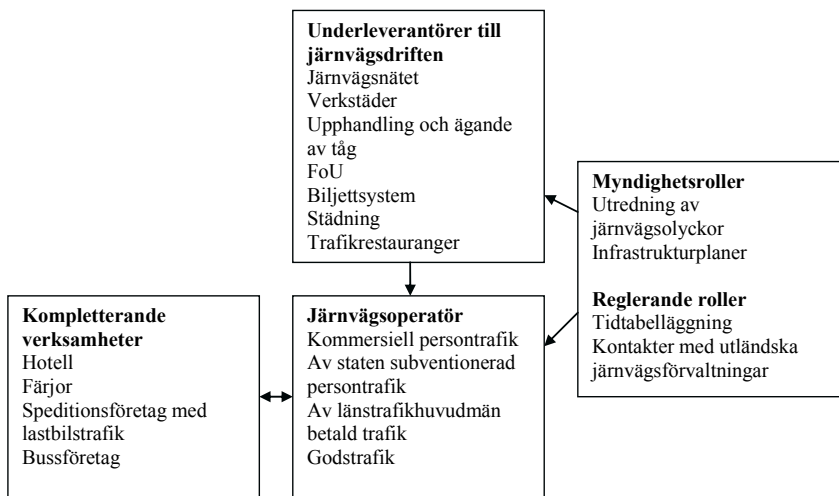 Underleverantörer till
järnvägsdriften
Järnvägsnätet
Verkstäder
Upphandling och ägande
av tåg
FoU
Biljettsystem
Städning
Trafikrestauranger
Myndighetsroller
Utredning av
järnvägsolyckor
Infrastrukturplaner
Reglerande roller
Tidtabelläggning
Kontakter med utländska
järnvägsförvaltningar
Kompletterande
verksamheter
Hotell
Färjor
Speditionsföretag med
lastbilstrafik
Bussföretag
Järnvägsoperatör
Kommersiell persontrafik
Av staten subventionerad
persontrafik
Av länstrafikhuvudmän
betald trafik
Godstrafik